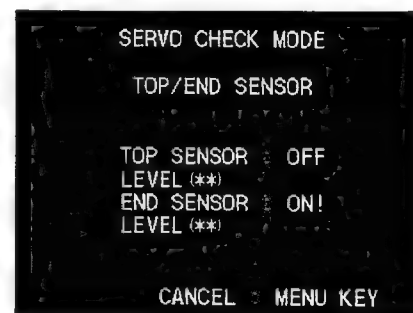 SERVO CHECK MODE
TOP/END SENSOR
TOP SENSOR : OFF
LEVEL (**)
END SENSOR : ON!
LEVEL (**)
CANCEL : MENU KEY